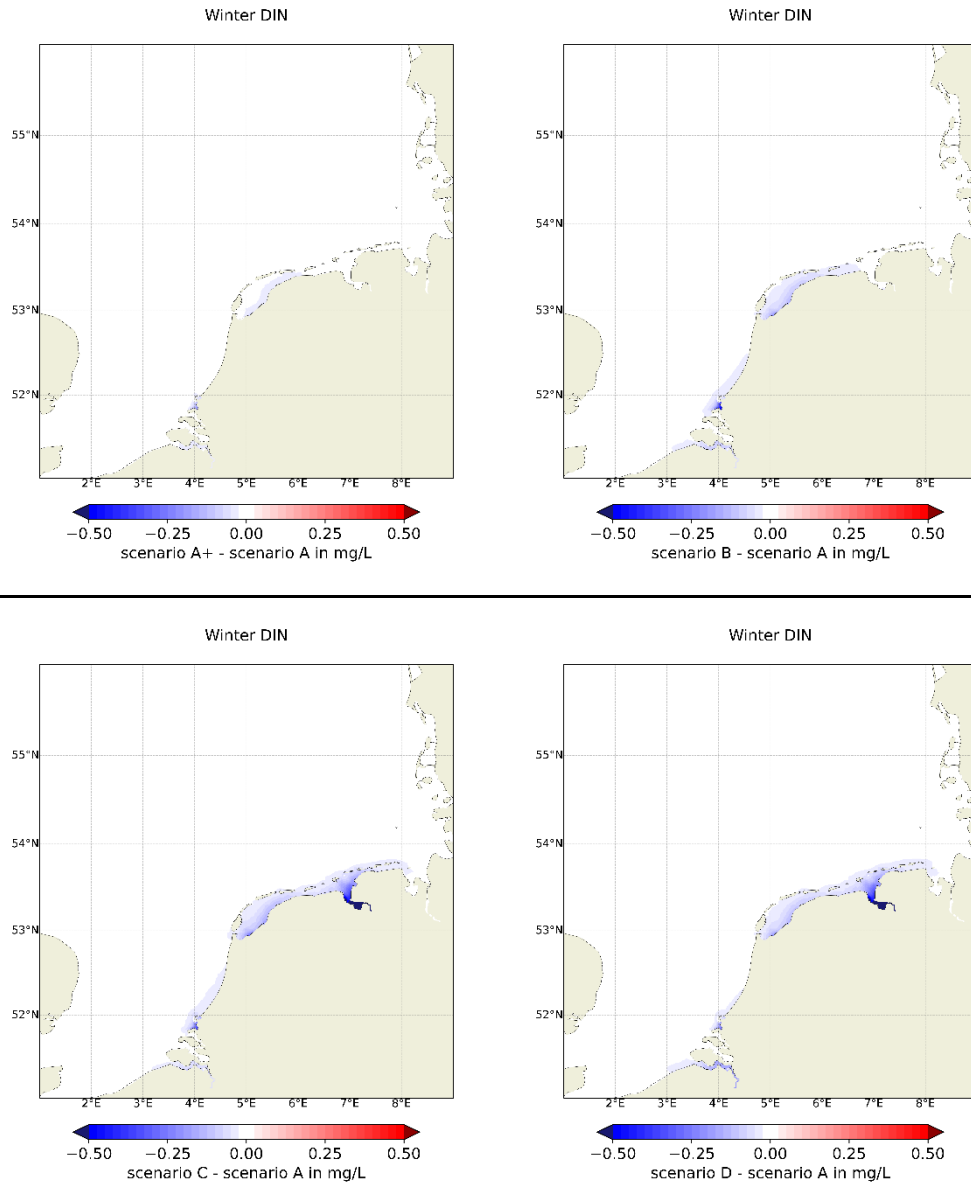 Winter DIN
55°N
54°N
53°N
52°N
2°E 3°E 4°E 5°E 6°E 7°E 8°E
−0.50 −0.25 0.00 0.25 0.50
scenario A+ - scenario A in mg/L
Winter DIN
55°N
54°N
53°N
52°N
2°E 3°E 4°E 5°E 6°E 7°E 8°E
−0.50 −0.25 0.00 0.25 0.50
scenario B - scenario A in mg/L
Winter DIN
55°N
54°N
53°N
52°N
2°E 3°E 4°E 5°E 6°E 7°E 8°E
−0.50 −0.25 0.00 0.25 0.50
scenario C - scenario A in mg/L
Winter DIN
55°N
54°N
53°N
52°N
2°E 3°E 4°E 5°E 6°E 7°E 8°E
−0.50 −0.25 0.00 0.25 0.50
scenario D - scenario A in mg/L